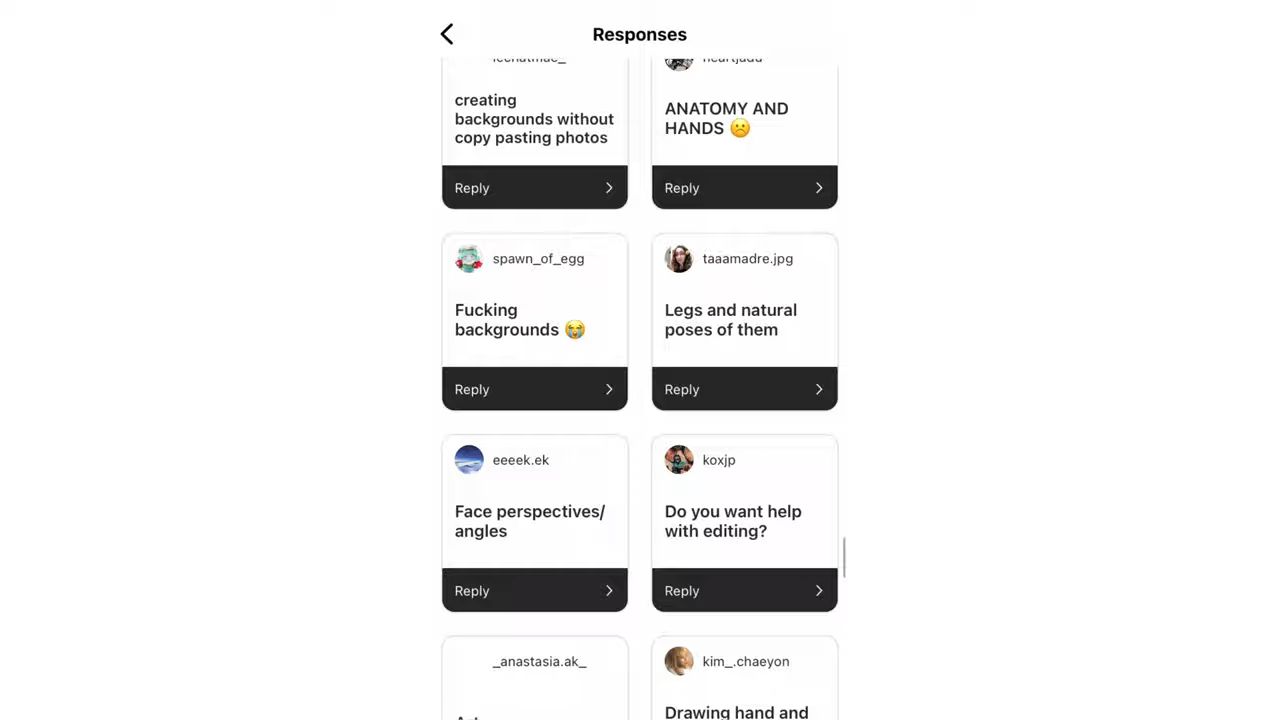 Responses
creating
backgrounds without
copy pasting photos
ANATOMY AND
HANDS ☹️
Reply
Reply
spawn_of_egg
taaamadre.jpg
Fucking
backgrounds 😭
Legs and natural
poses of them
Reply
Reply
eeeek.ek
koxjp
Face perspectives/
angles
Do you want help
with editing?
Reply
Reply
_anastasia.ak_
kim_.chaeyon
Drawing hand and